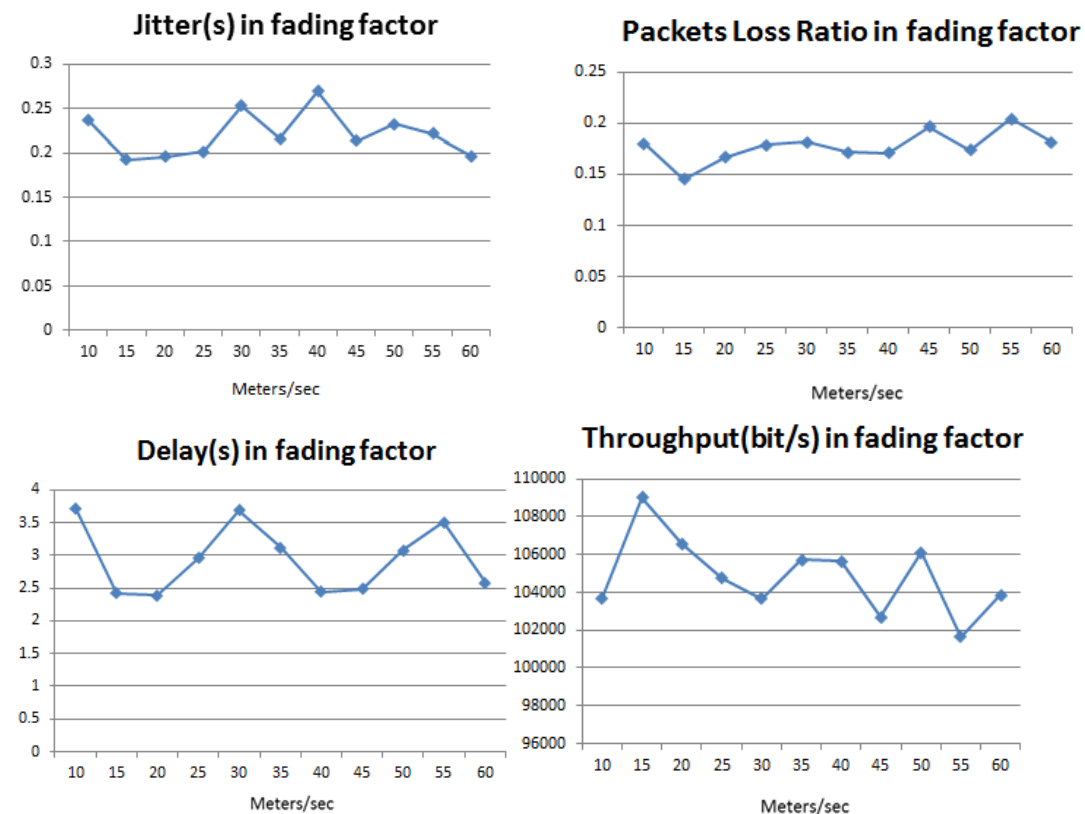 Jitter(s) in fading factor
0.3
0.25
0.2
0.15
0.1
0.05
0
10 15 20 25 30 35 40 45 50 55 60
Meters/sec
Packets Loss Ratio in fading factor
0.25
0.2
0.15
0.1
0.05
0
10 15 20 25 30 35 40 45 50 55 60
Meters/sec
Delay(s) in fading factor
4
3.5
3
2.5
2
1.5
1
0.5
0
10 15 20 25 30 35 40 45 50 55 60
Meters/sec
Throughput(bit/s) in fading factor
110000
108000
106000
104000
102000
100000
98000
96000
10 15 20 25 30 35 40 45 50 55 60
Meters/sec